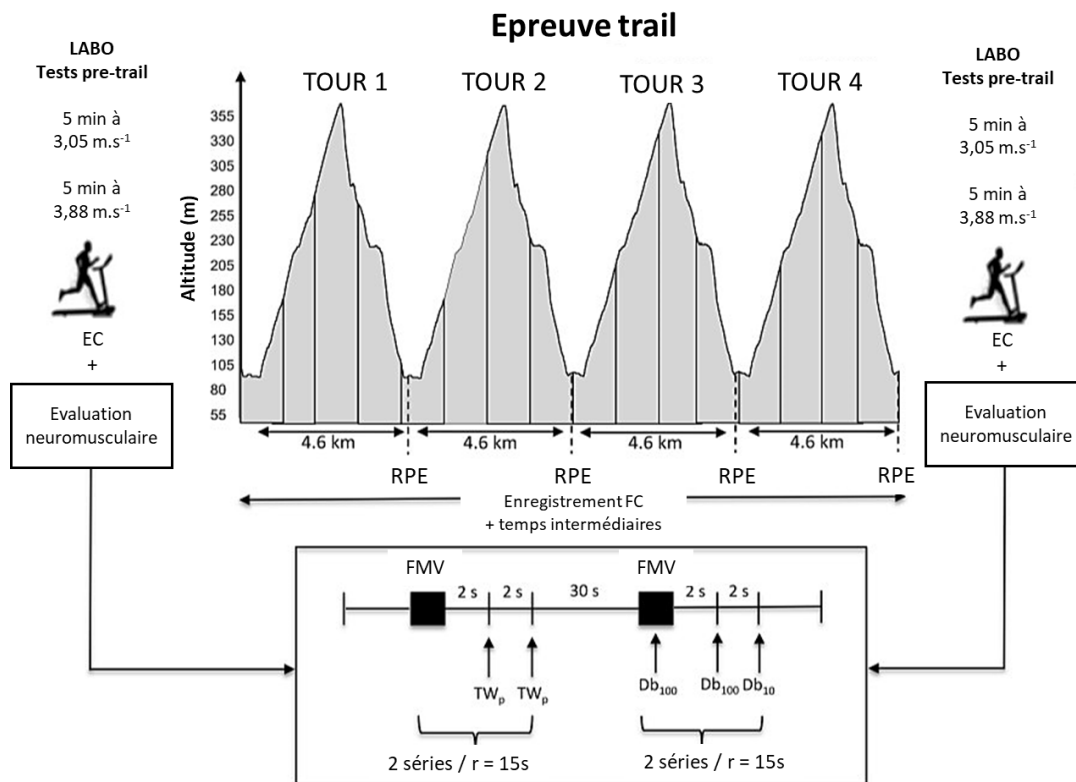 Epreuve trail
LABO
Tests pre-trail
5 min à
3,05 m.s-1
5 min à
3,88 m.s-1
EC
+
Evaluation
neuromusculaire
TOUR 1
TOUR 2
TOUR 3
TOUR 4
Altitude (m)
355
330
305
280
255
230
205
180
155
130
105
80
55
4.6 km
4.6 km
4.6 km
4.6 km
RPE
RPE
RPE
RPE
Enregistrement FC
+ temps intermédiaires
LABO
Tests pre-trail
5 min à
3,05 m.s-1
5 min à
3,88 m.s-1
EC
+
Evaluation
neuromusculaire
FMV
2 s
2 s
30 s
FMV
2 s
2 s
TWp
TWp
Db100
Db100
Db10
2 séries / r = 15s
2 séries / r = 15s